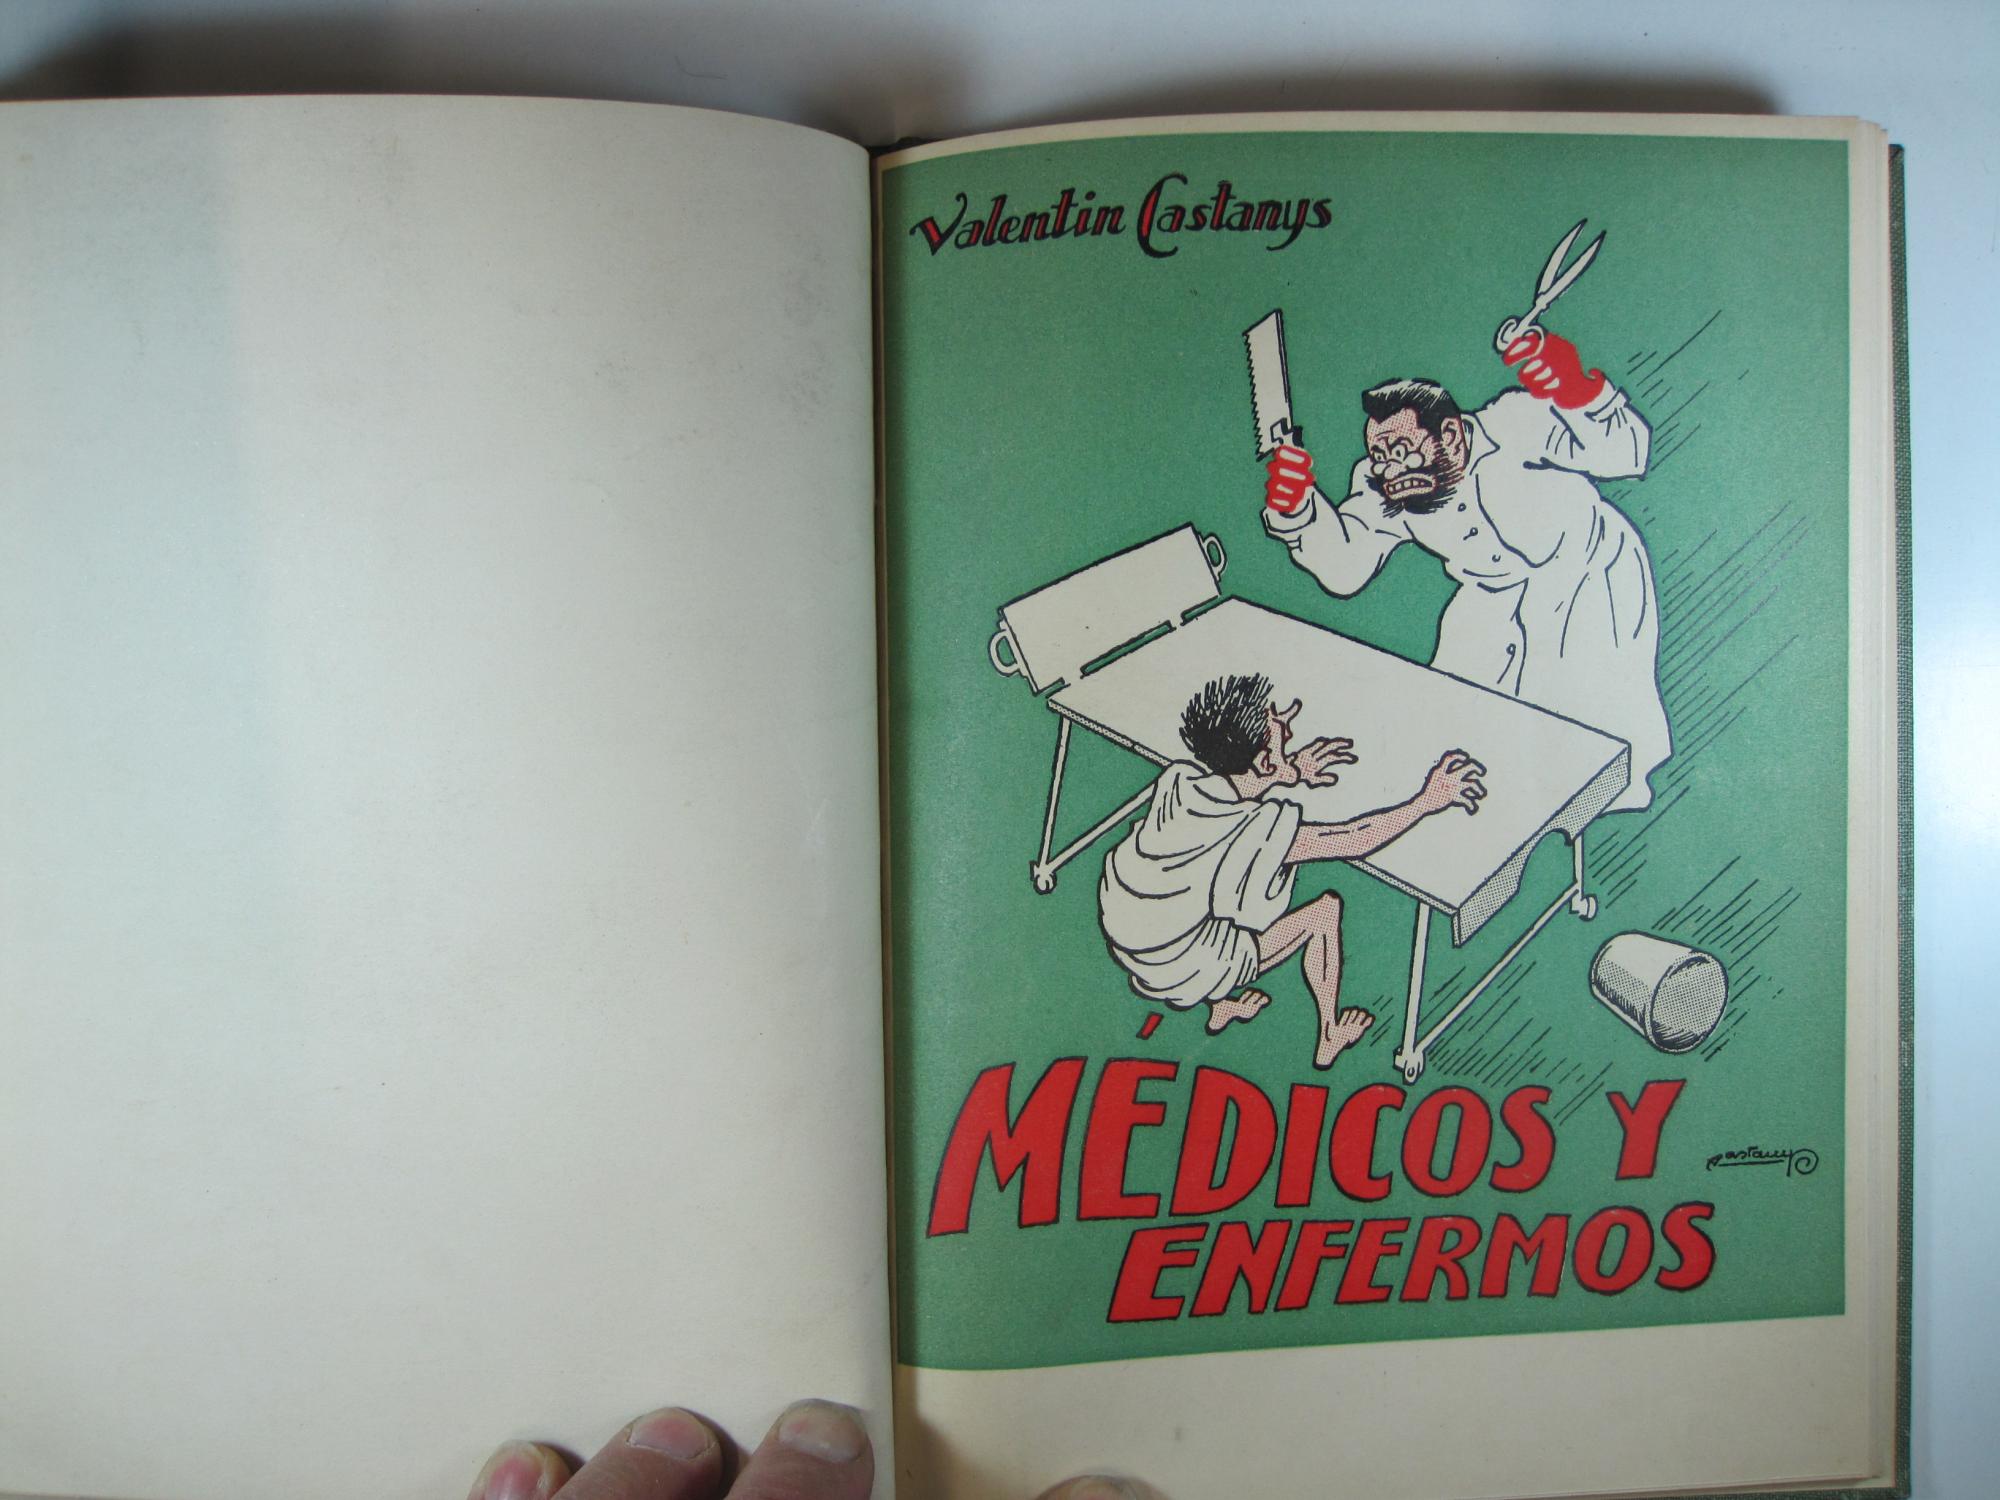 Valentin Castanys
MÉDICOS Y
Castanys
ENFERMOS